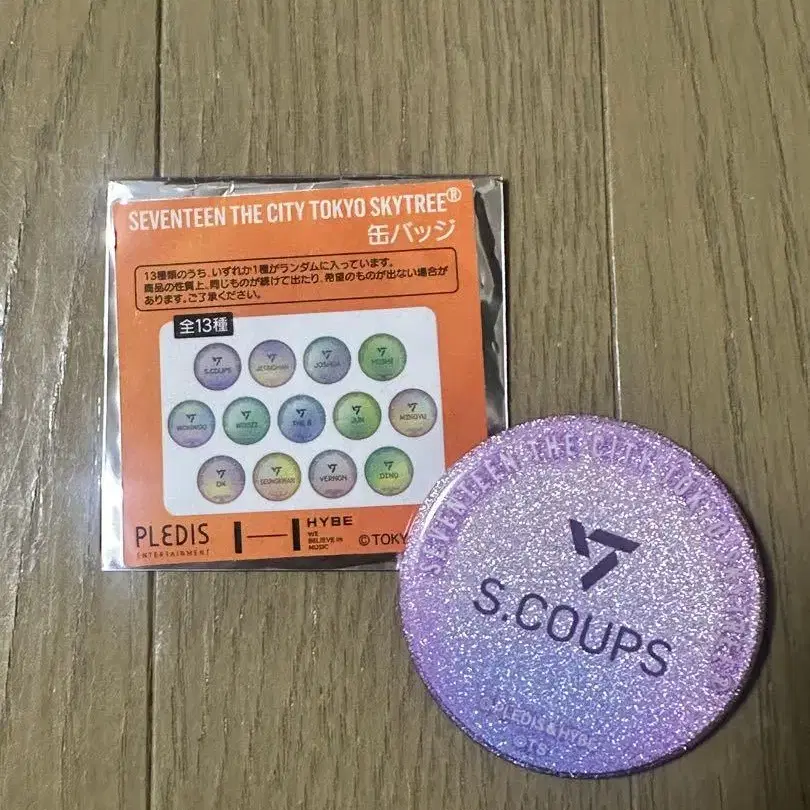 SEVENTEEN THE CITY TOKYO SKYTREE®
缶バッジ
13種類のうち、いずれか1種がランダムに入っています。
商品の性質上、同じものが続けて出たり、希望のものが出ない場合が
あります。ご了承ください。
全13種
S.COUPS
JEONGHAN
JOSHUA
HOSHI
WONWOO
WOOZI
THE 8
JUN
MINGYU
DK
SEUNGKWAN
VERNON
DINO
PLEDIS
ENTERTAINMENT
HYBE
WE
BELIEVE IN
MUSIC
©TOKY
SEVENTEEN THE CITY TOKYO
S.COUPS
©PLEDIS & HYBE
©TS